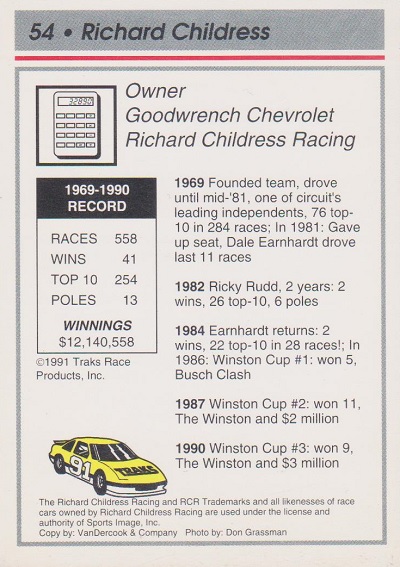 54 • Richard Childress
Owner
Goodwrench Chevrolet
Richard Childress Racing
1969-1990
RECORD
RACES 558
WINS 41
TOP 10 254
POLES 13
WINNINGS
$12,140,558
©1991 Traks Race
Products, Inc.
1969 Founded team, drove
until mid-'81, one of circuit's
leading independents, 76 top-
10 in 284 races; In 1981: Gave
up seat, Dale Earnhardt drove
last 11 races
1982 Ricky Rudd, 2 years: 2
wins, 26 top-10, 6 poles
1984 Earnhardt returns: 2
wins, 22 top-10 in 28 races!; In
1986: Winston Cup #1: won 5,
Busch Clash
1987 Winston Cup #2: won 11,
The Winston and $2 million
1990 Winston Cup #3: won 9,
The Winston and $3 million
91
TRAKS
The Richard Childress Racing and RCR Trademarks and all likenesses of race
cars owned by Richard Childress Racing are used under the license and
authority of Sports Image, Inc.
Copy by: VanDercook & Company Photo by: Don Grassman